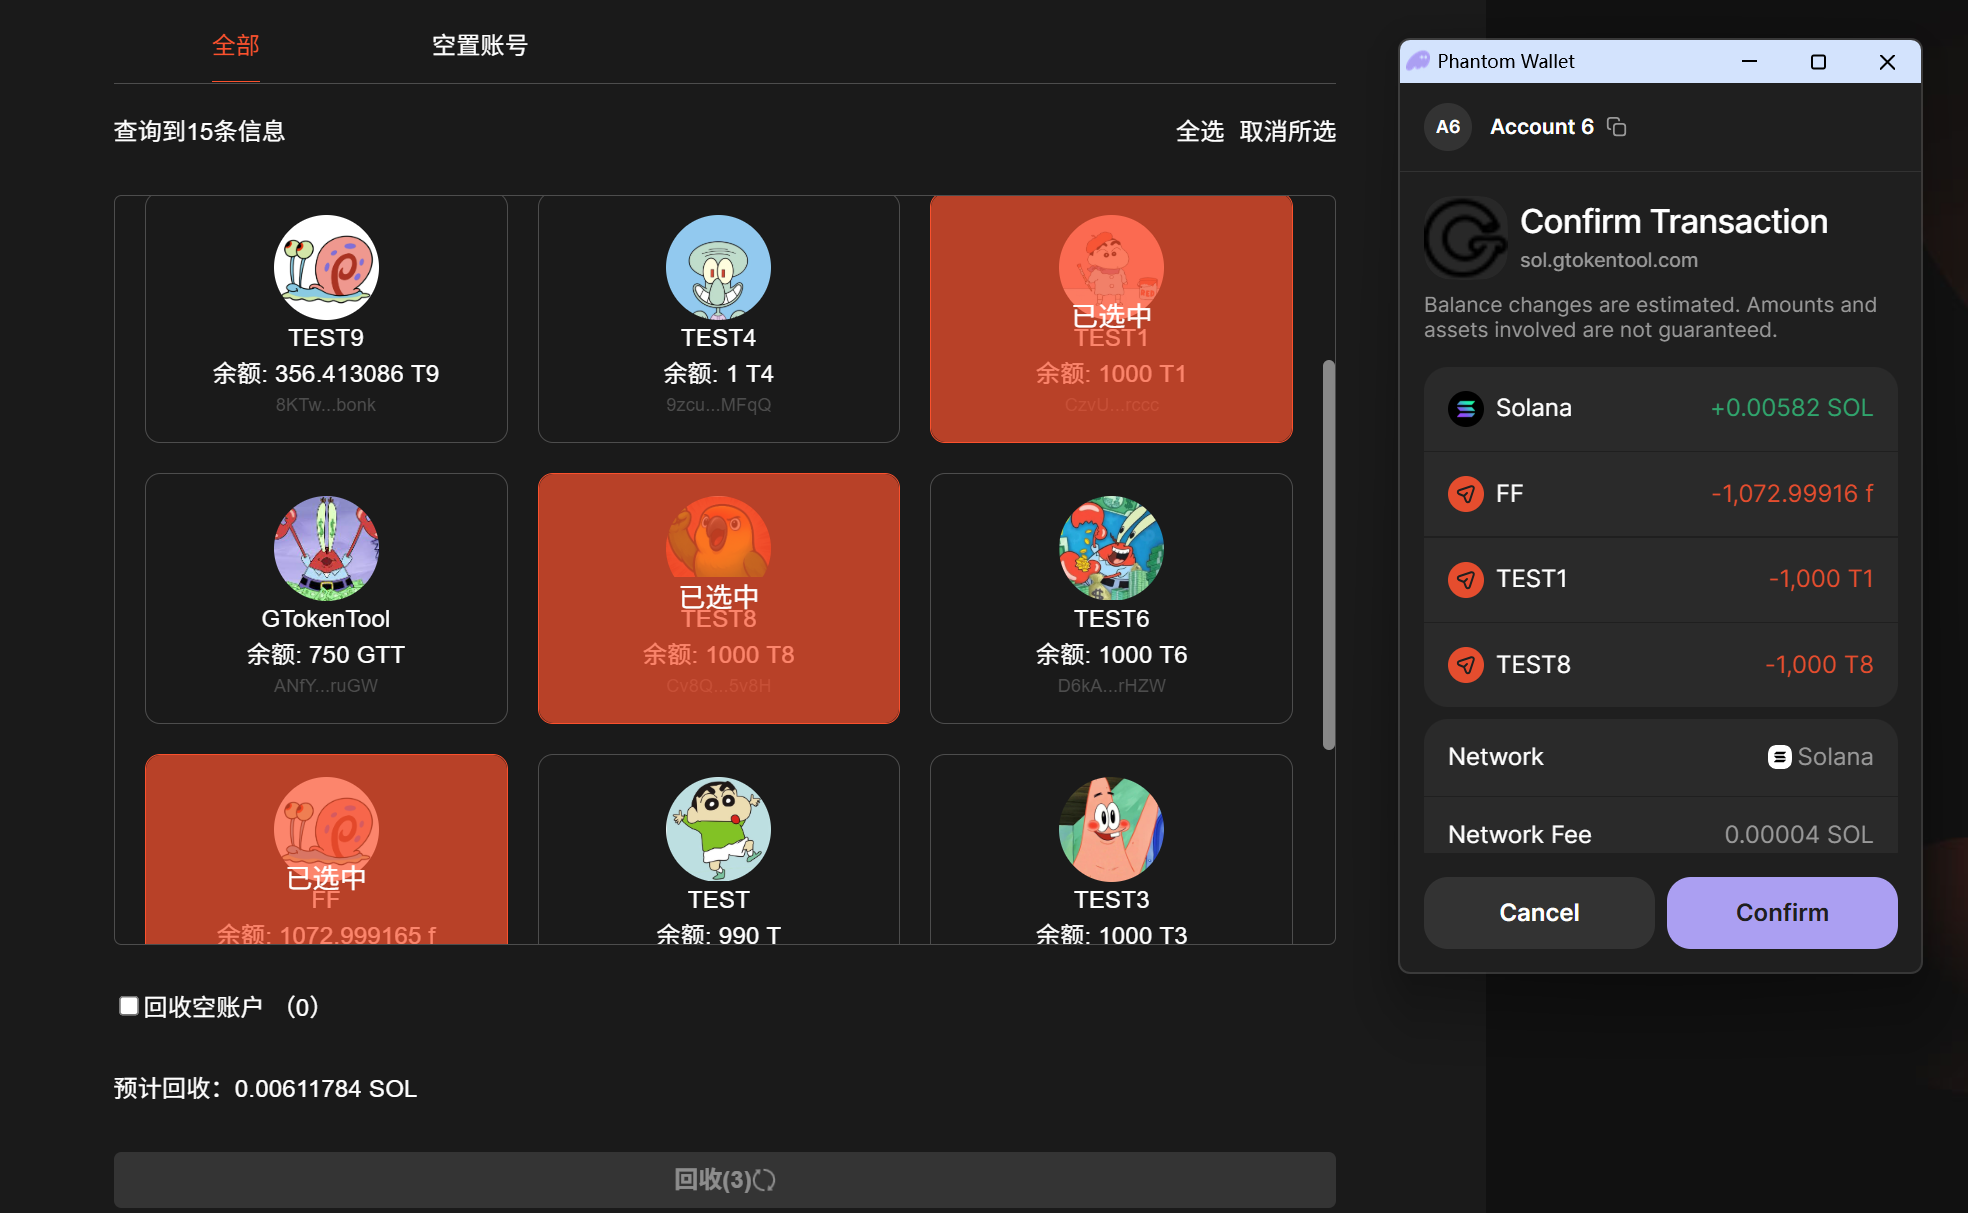 全部
空置账号
查询到15条信息
全选 取消所选
TEST9
余额: 356.413086 T9
8KTw...bonk
TEST4
余额: 1 T4
9zcu...MFqQ
已选中
TEST1
余额: 1000 T1
CzvU...rccc
GTokenTool
余额: 750 GTT
ANfY...ruGW
已选中
TEST8
余额: 1000 T8
Cv8Q...5v8H
TEST6
余额: 1000 T6
D6kA...rHZW
已选中
FF
余额: 1072.999165 f
TEST
余额: 990 T
TEST3
余额: 1000 T3
回收空账户 （0）
预计回收：0.00611784 SOL
回收(3)
Phantom Wallet
A6
Account 6
Confirm Transaction
sol.gtokentool.com
Balance changes are estimated. Amounts and
assets involved are not guaranteed.
Solana +0.00582 SOL
FF -1,072.99916 f
TEST1 -1,000 T1
TEST8 -1,000 T8
Network Solana
Network Fee 0.00004 SOL
Cancel
Confirm